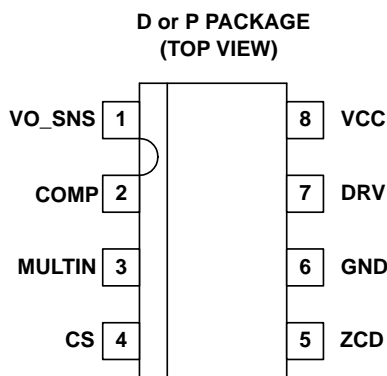 D or P PACKAGE
(TOP VIEW)
VO_SNS 1 8 VCC
COMP 2 7 DRV
MULTIN 3 6 GND
CS 4 5 ZCD